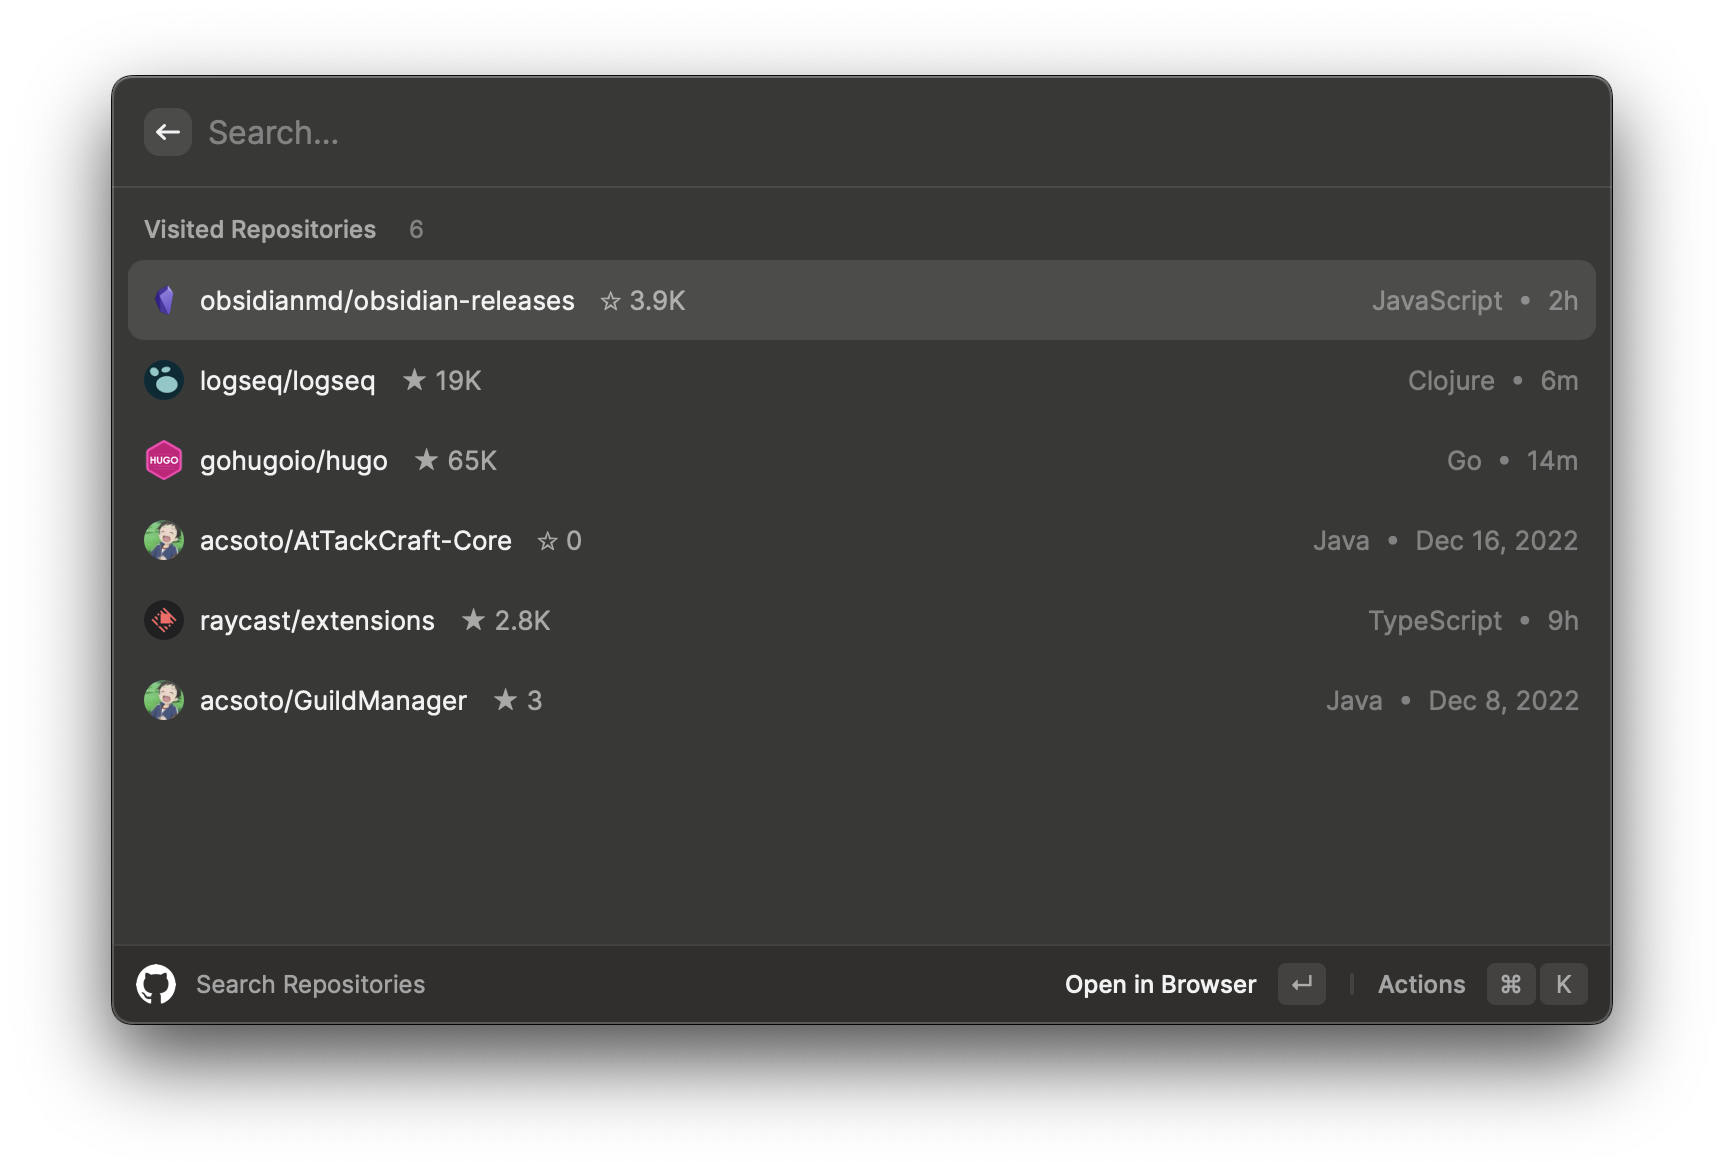 Search...
Visited Repositories 6
obsidianmd/obsidian-releases ☆ 3.9K JavaScript • 2h
logseq/logseq ★ 19K Clojure • 6m
HUGO gohugoio/hugo ★ 65K Go • 14m
acsoto/AtTackCraft-Core ☆ 0 Java • Dec 16, 2022
raycast/extensions ★ 2.8K TypeScript • 9h
acsoto/GuildManager ★ 3 Java • Dec 8, 2022
Search Repositories Open in Browser ↵ Actions ⌘ K